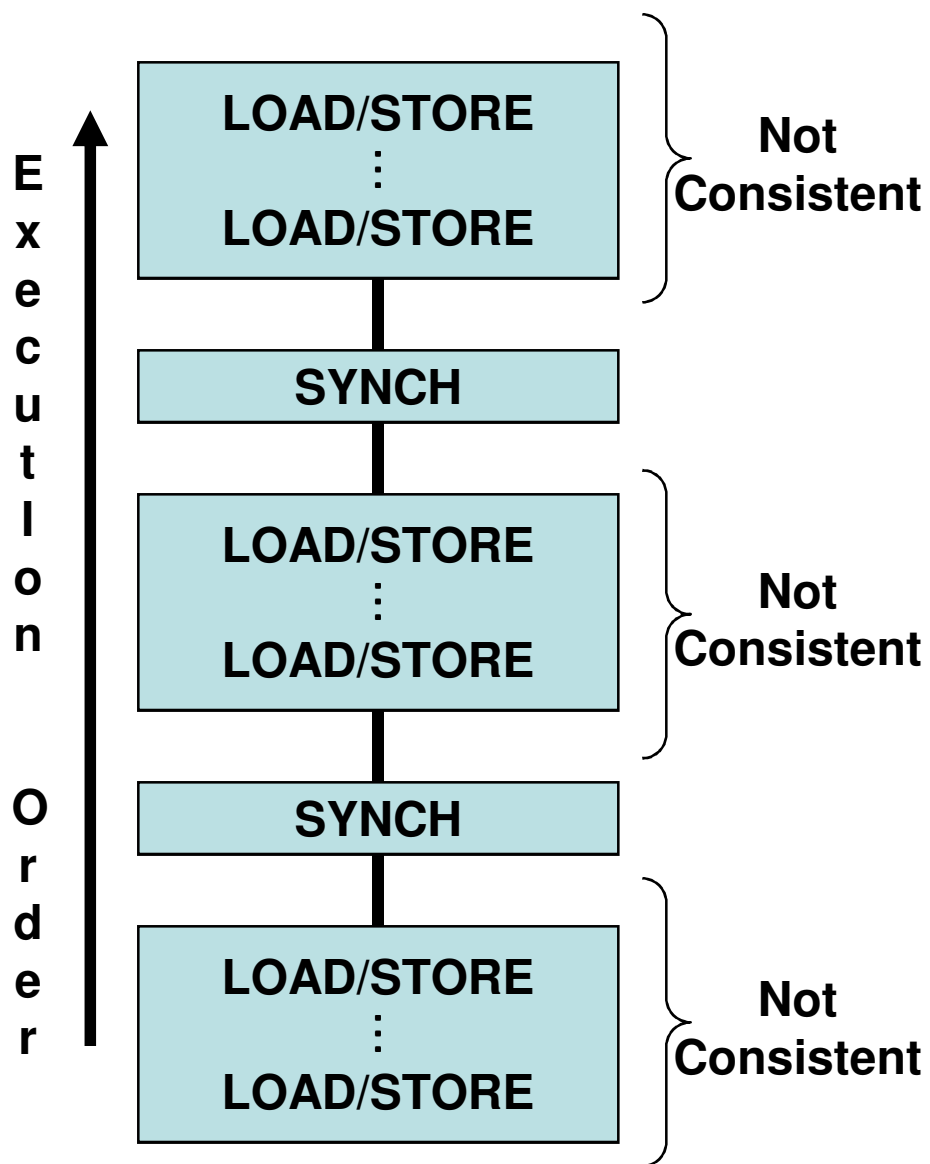 ExecutIon Order
LOAD/STORE
⋮
LOAD/STORE
Not
Consistent
SYNCH
LOAD/STORE
⋮
LOAD/STORE
Not
Consistent
SYNCH
LOAD/STORE
⋮
LOAD/STORE
Not
Consistent